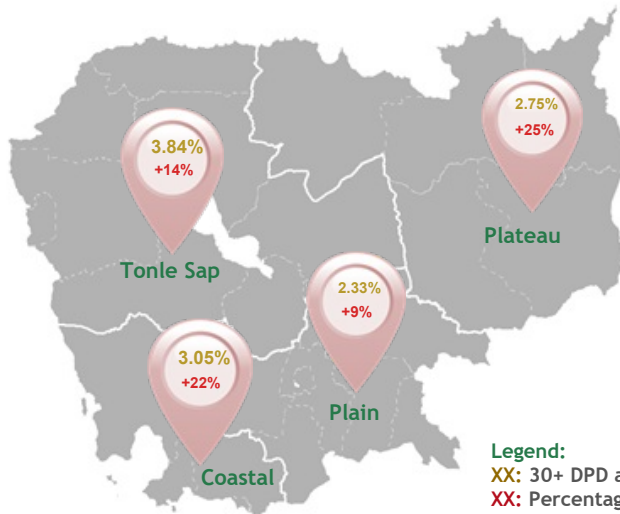 2.75%
+25%
Plateau
3.84%
+14%
Tonle Sap
2.33%
+9%
Plain
3.05%
+22%
Coastal
Legend:
XX: 30+ DPD a
XX: Percentag